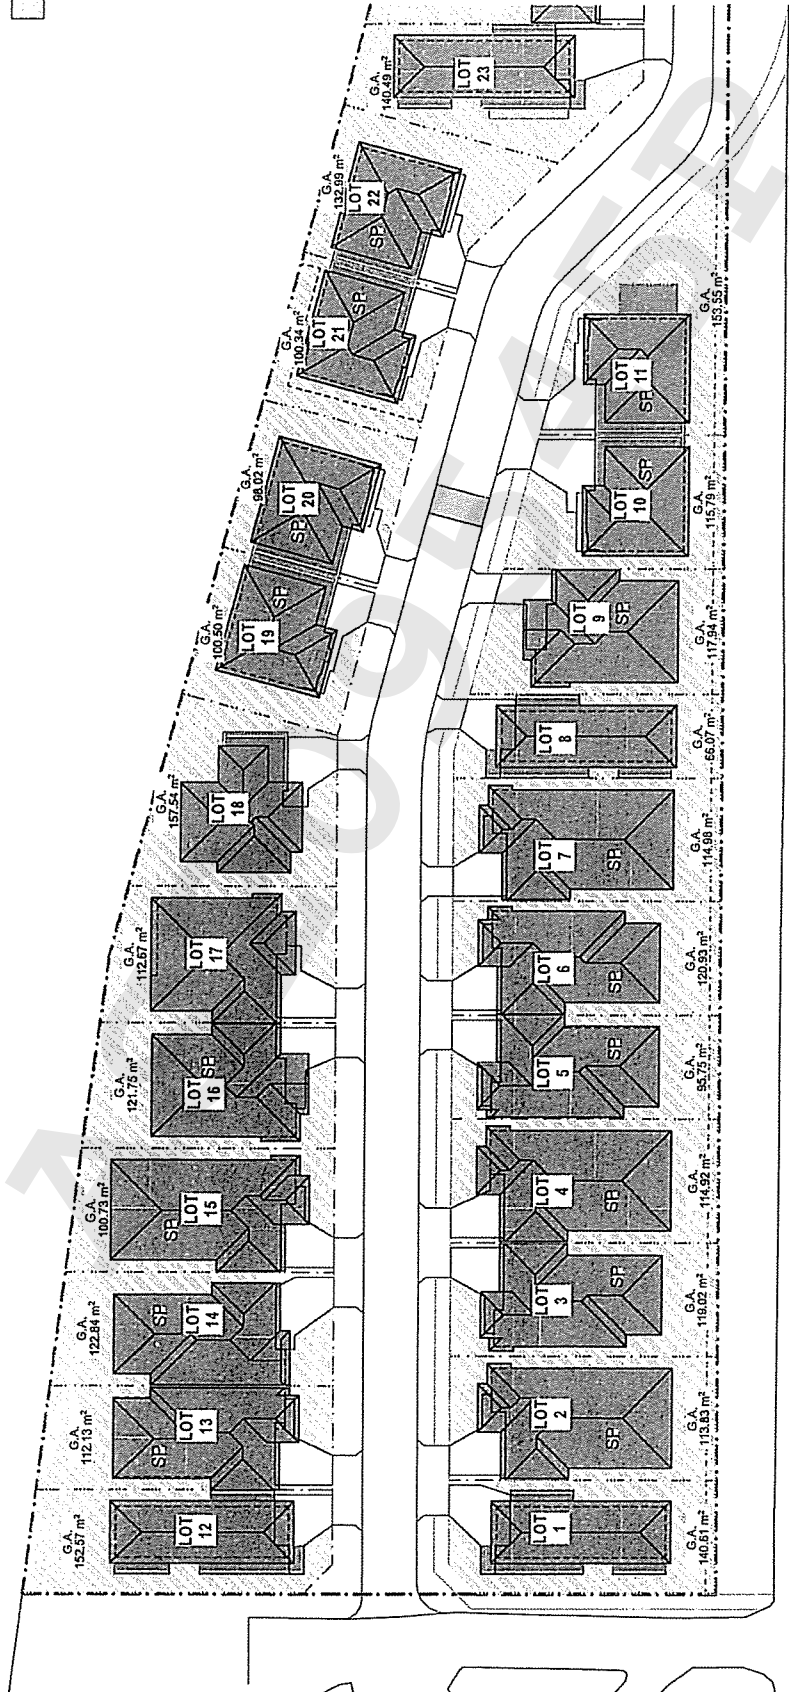 G.A.
140.49 m²
LOT
23
G.A.
132.99 m²
LOT
22
SP.
G.A.
100.34 m²
LOT
21
SP.
G.A.
153.55 m²
LOT
11
SP.
G.A.
98.02 m²
LOT
20
SP.
G.A.
115.79 m²
LOT
10
SP.
G.A.
100.50 m²
LOT
19
SP.
G.A.
117.94 m²
LOT
9
SP.
G.A.
66.07 m²
LOT
8
G.A.
157.54 m²
LOT
18
G.A.
114.98 m²
LOT
7
SP.
G.A.
112.67 m²
LOT
17
G.A.
120.93 m²
LOT
6
SP.
G.A.
121.75 m²
LOT
16
SP.
G.A.
95.75 m²
LOT
5
SP.
G.A.
100.73 m²
LOT
15
SP.
G.A.
114.92 m²
LOT
4
SP.
G.A.
122.84 m²
LOT
14
SP.
G.A.
119.02 m²
LOT
3
SP.
G.A.
112.13 m²
LOT
13
SP.
G.A.
113.83 m²
LOT
2
SP.
G.A.
152.57 m²
LOT
12
G.A.
140.61 m²
LOT
1